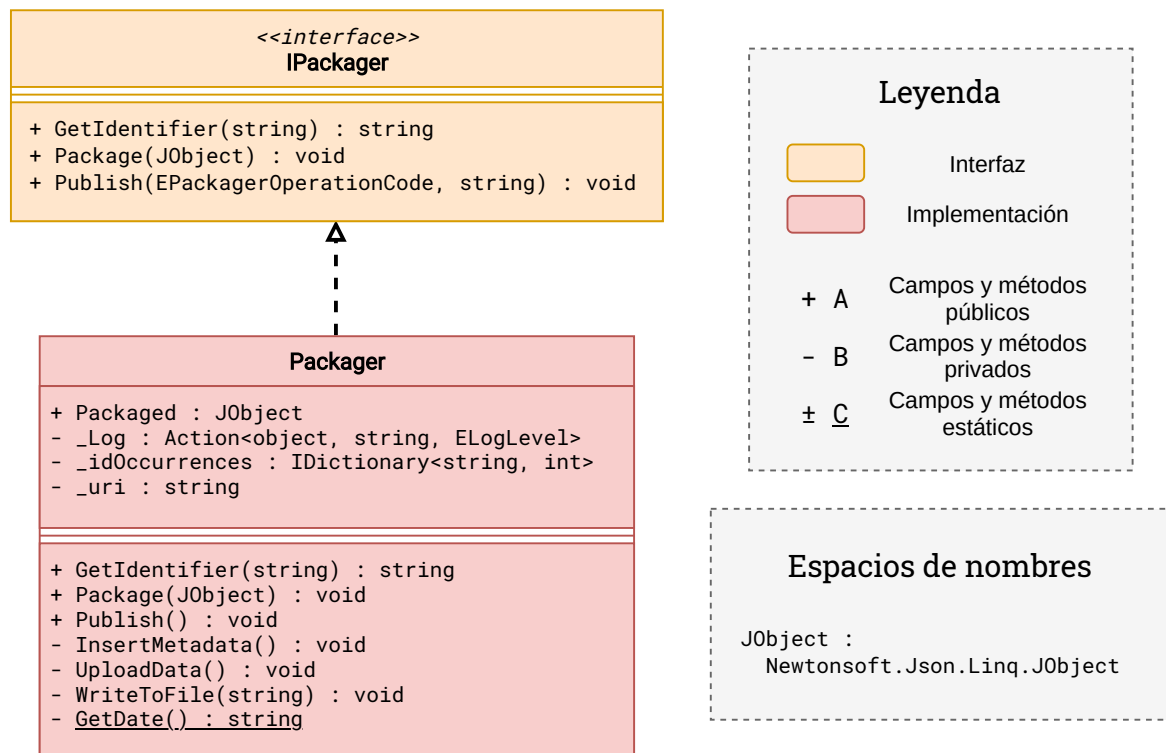 <<interface>>
IPackager
+ GetIdentifier(string) : string
+ Package(JObject) : void
+ Publish(EPackagerOperationCode, string) : void
Packager
+ Packaged : JObject
- _Log : Action<object, string, ELogLevel>
- _idOccurrences : IDictionary<string, int>
- _uri : string
+ GetIdentifier(string) : string
+ Package(JObject) : void
+ Publish() : void
- InsertMetadata() : void
- UploadData() : void
- WriteToFile(string) : void
- GetDate() : string
Leyenda
Interfaz
Implementación
+ A Campos y métodos
públicos
- B Campos y métodos
privados
± C Campos y métodos
estáticos
Espacios de nombres
JObject :
Newtonsoft.Json.Linq.JObject